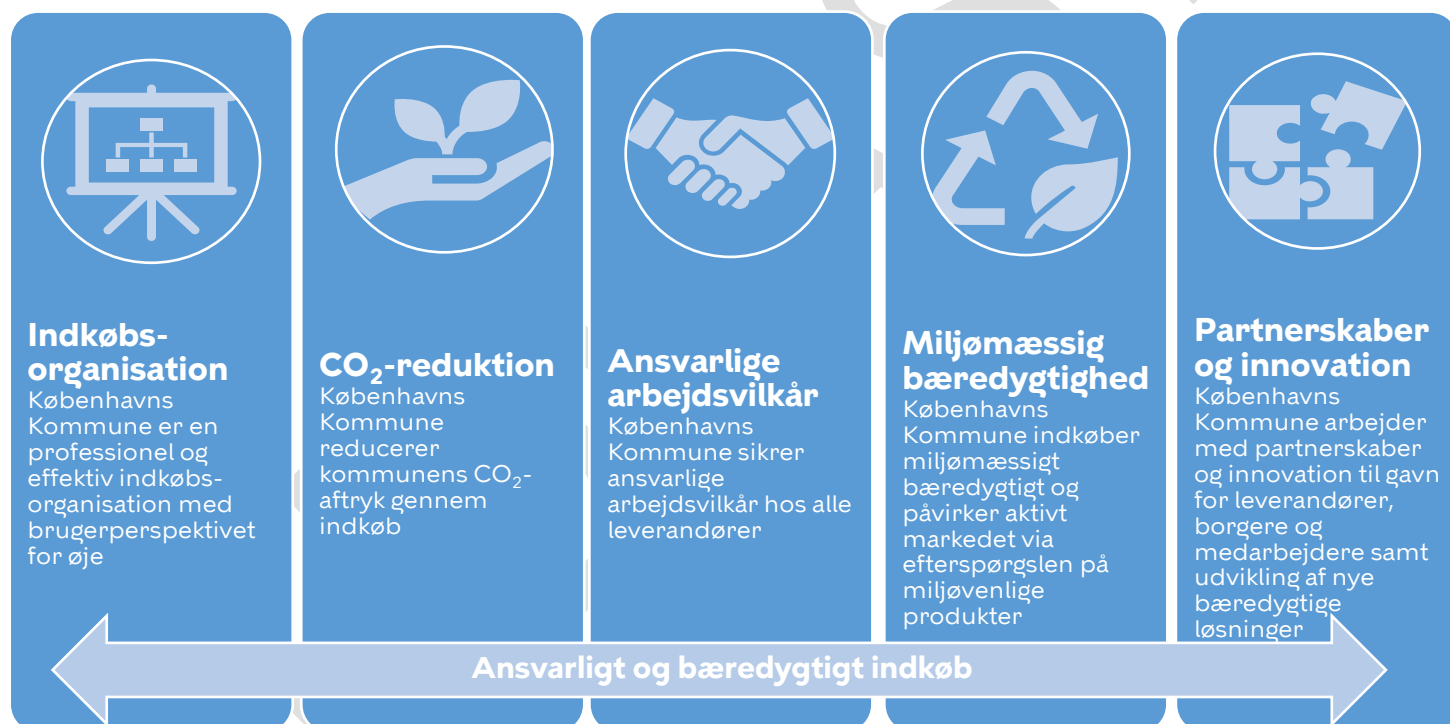 Indkøbs-
organisation
Københavns
Kommune er en
professionel og
effektiv indkøbs-
organisation med
brugerperspektivet
for øje
CO₂-reduktion
Københavns
Kommune
reducerer
kommunens CO₂-
aftryk gennem
indkøb
Ansvarlige
arbejdsvilkår
Københavns
Kommune sikrer
ansvarlige
arbejdsvilkår hos alle
leverandører
Miljømæssig
bæredygtighed
Københavns
Kommune indkøber
miljømæssigt
bæredygtigt og
påvirker aktivt
markedet via
efterspørgslen på
miljøvenlige
produkter
Partnerskaber
og innovation
Københavns
Kommune arbejder
med partnerskaber
og innovation til gavn
for leverandører,
borgere og
medarbejdere samt
udvikling af nye
bæredygtige
løsninger
Ansvarligt og bæredygtigt indkøb